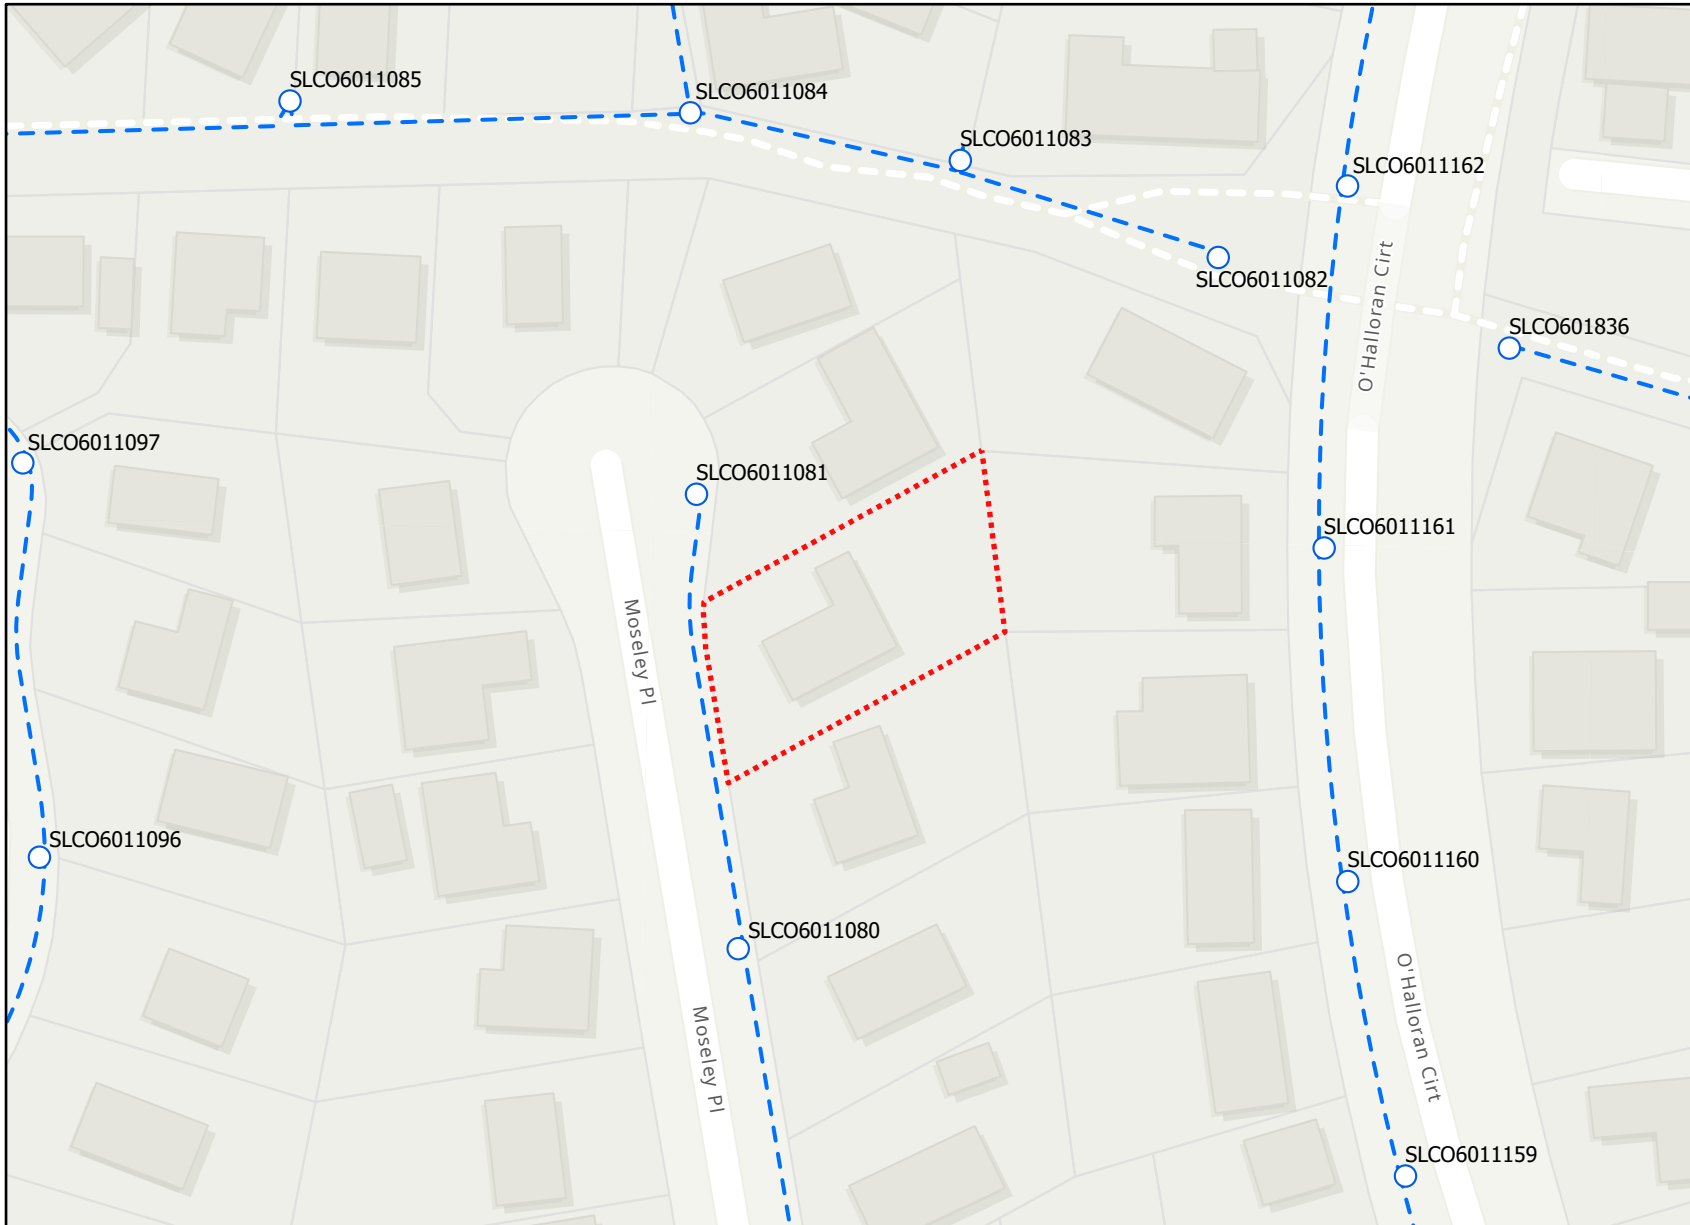 SLCO6011085
SLCO6011084
SLCO6011083
SLCO6011162
SLCO6011082
O'Halloran Cirt
SLCO601836
SLCO6011097
SLCO6011081
SLCO6011161
Moseley Pl
SLCO6011096
SLCO6011160
SLCO6011080
O'Halloran Cirt
Moseley Pl
SLCO6011159